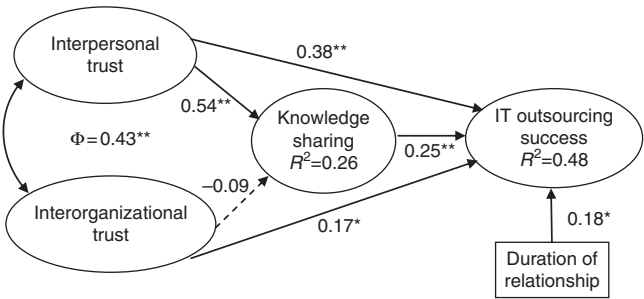 Interpersonal
trust
0.38**
0.54**
Knowledge
sharing
R²=0.26
IT outsourcing
success
R²=0.48
Φ=0.43**
0.25**
–0.09
Interorganizational
trust
0.17*
0.18*
Duration of
relationship